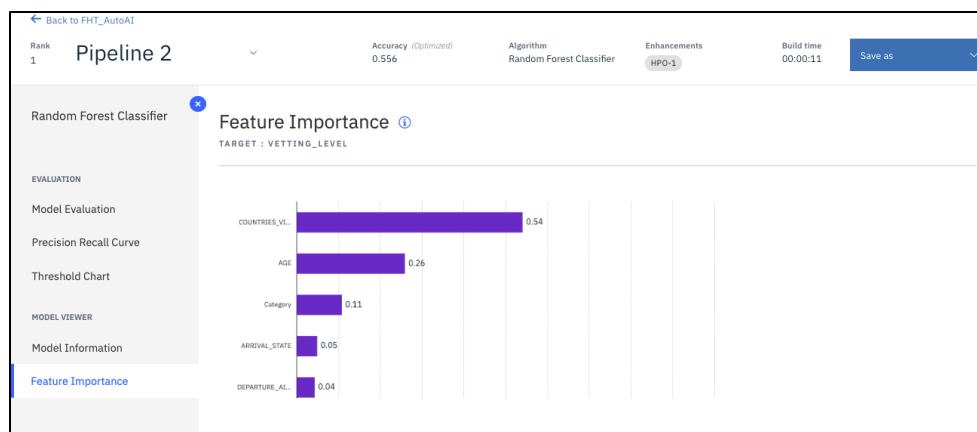 ← Back to FHT_AutoAI
Rank
1
Pipeline 2
Accuracy (Optimized)
0.556
Algorithm
Random Forest Classifier
Enhancements
HPO-1
Build time
00:00:11
Save as
Random Forest Classifier
EVALUATION
Model Evaluation
Precision Recall Curve
Threshold Chart
MODEL VIEWER
Model Information
Feature Importance
Feature Importance
TARGET : VETTING_LEVEL
COUNTRIES_VI... 0.54
AGE 0.26
Category 0.11
ARRIVAL_STATE 0.05
DEPARTURE_AI... 0.04